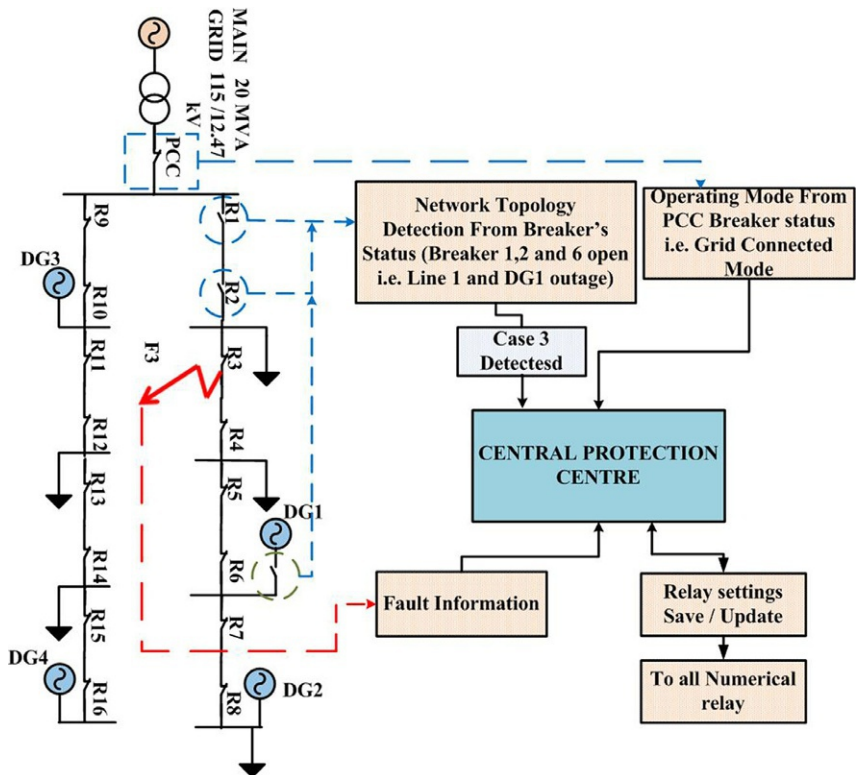 MAIN 20 MVA
GRID 115 /12.47
kV
PCC
R9
R1
DG3
R10
R2
R11
F3
R3
R12
R4
R13
R5
DG1
R14
R6
R15
R7
DG4
R16
R8
DG2
Network Topology
Detection From Breaker's
Status (Breaker 1,2 and 6 open
i.e. Line 1 and DG1 outage)
Operating Mode From
PCC Breaker status
i.e. Grid Connected
Mode
Case 3
Detectesd
CENTRAL PROTECTION
CENTRE
Fault Information
Relay settings
Save / Update
To all Numerical
relay